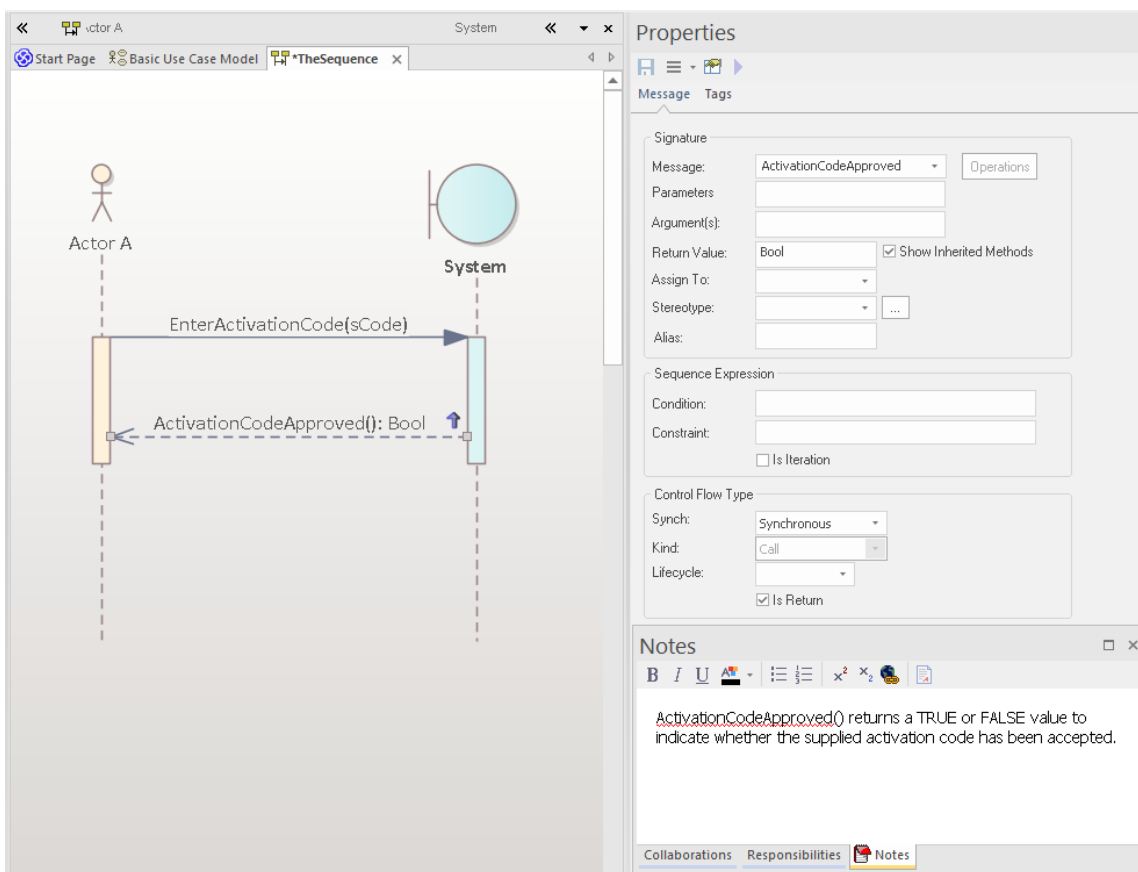 ctor A
System
Start Page
Basic Use Case Model
*TheSequence
Actor A
System
EnterActivationCode(sCode)
ActivationCodeApproved(): Bool
Properties
Message Tags
Signature
Message: ActivationCodeApproved Operations
Parameters
Argument(s):
Return Value: Bool Show Inherited Methods
Assign To:
Stereotype: ...
Alias:
Sequence Expression
Condition:
Constraint:
Is Iteration
Control Flow Type
Synch: Synchronous
Kind: Call
Lifecycle:
Is Return
Notes
B I U A x² x₂
ActivationCodeApproved() returns a TRUE or FALSE value to
indicate whether the supplied activation code has been accepted.
Collaborations Responsibilities Notes